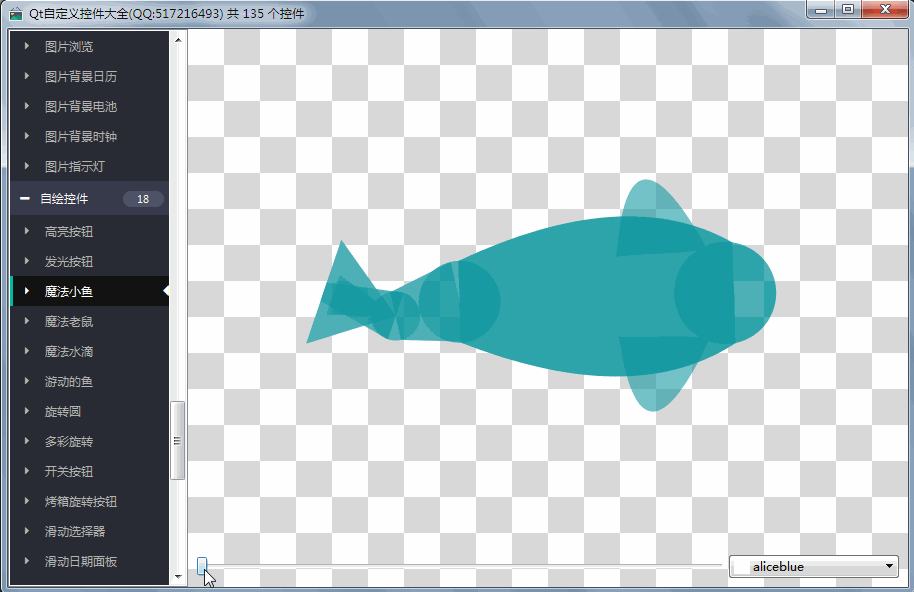 Qt自定义控件大全(QQ:517216493) 共 135 个控件
图片浏览
图片背景日历
图片背景电池
图片背景时钟
图片指示灯
自绘控件 18
高亮按钮
发光按钮
魔法小鱼
魔法老鼠
魔法水滴
游动的鱼
旋转圆
多彩旋转
开关按钮
烤箱旋转按钮
滑动选择器
滑动日期面板
aliceblue